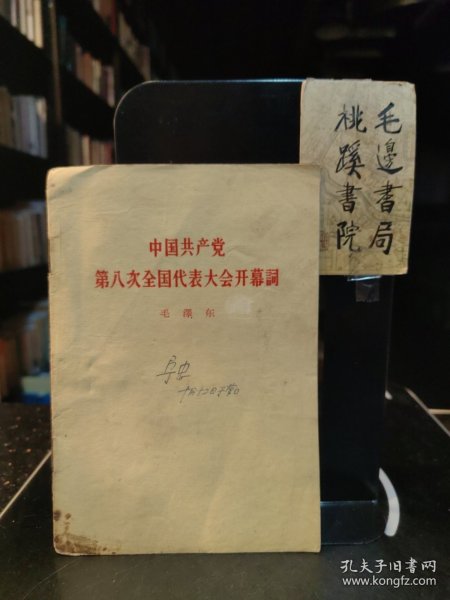 中国共产党
第八次全国代表大会开幕詞
毛澤东
毛邊書局
桃蹊書院
孔夫子旧书网
www.kongfz.com